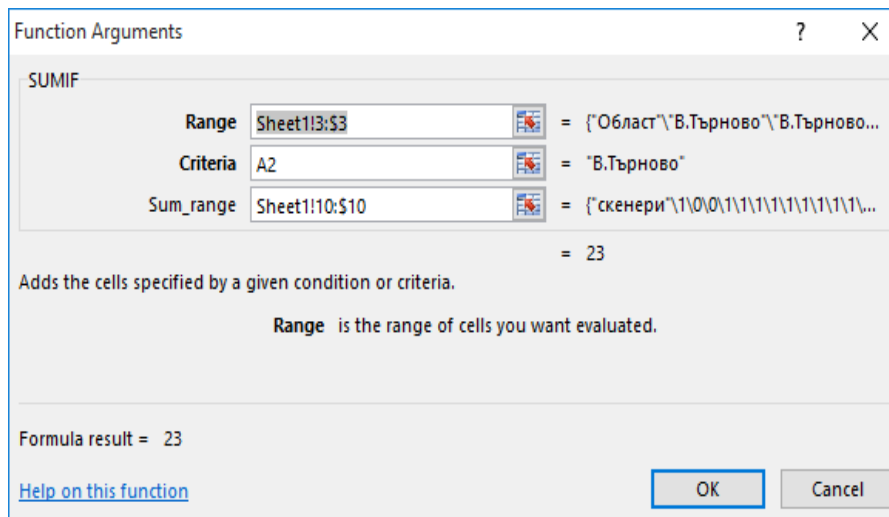 Function Arguments ? X
SUMIF
Range Sheet1!3:$3 = {"Област"\"В.Търново"\"В.Търново...
Criteria A2 = "В.Търново"
Sum_range Sheet1!10:$10 = {"скенери"\1\0\0\1\1\1\1\1\1\1\1\1\...
= 23
Adds the cells specified by a given condition or criteria.
Range is the range of cells you want evaluated.
Formula result = 23
Help on this function OK Cancel